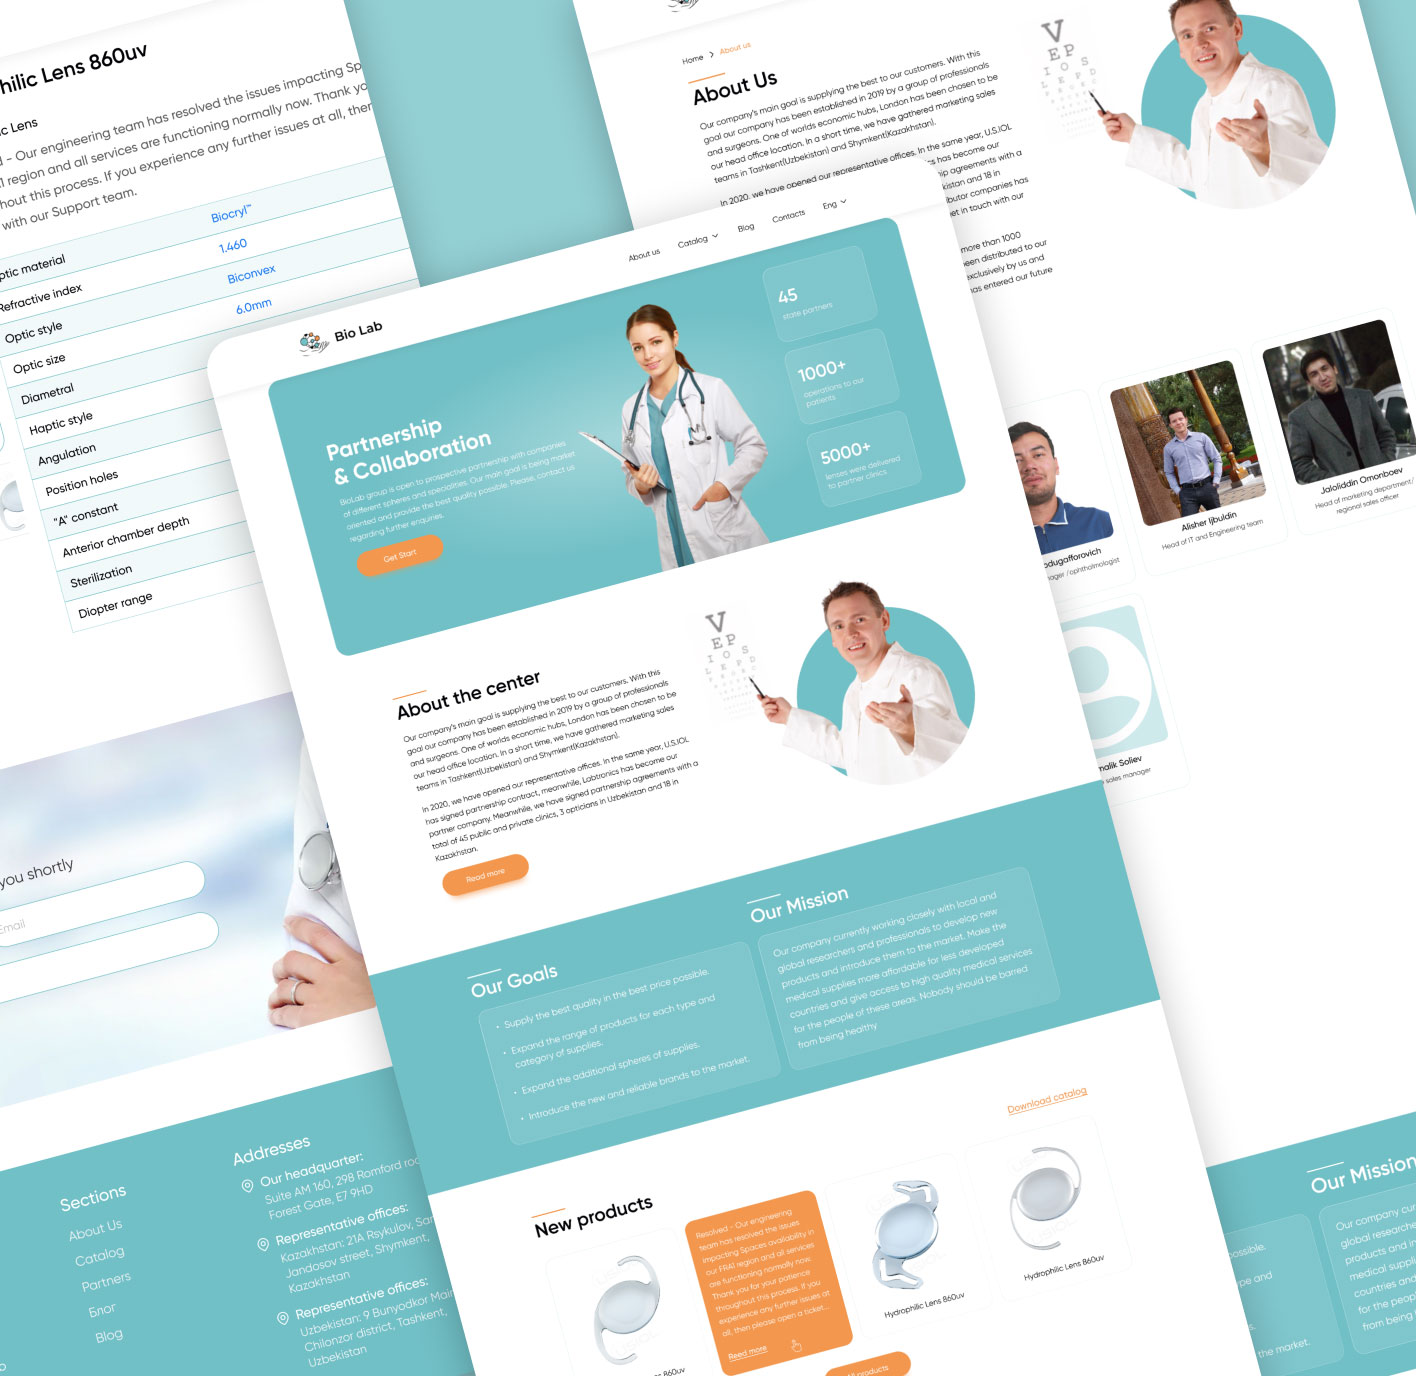 philic Lens 860uv
ic Lens
d - Our engineering team has resolved the issues impacting Sp
1 region and all services are functioning normally now. Thank yo
hout this process. If you experience any further issues at all, then
with our Support team.
ptic material Biocryl™
Refractive index 1.460
Optic style Biconvex
Optic size 6.0mm
Diametral
Haptic style
Angulation
Position holes
"A" constant
Anterior chamber depth
Sterilization
Diopter range
you shortly
Email
Sections
About Us
Catalog
Partners
Блог
Blog
Addresses
Our headquarter:
Suite AM 160, 298 Romford roa
Forest Gate, E7 9HD
Representative offices:
Kazakhstan: 21A Rsykulov, Sam
Jandosov street, Shymkent,
Kazakhstan
Representative offices:
Uzbekistan: 9 Bunyodkor Main
Chilonzor district, Tashkent,
Uzbekistan
Home > About us
About Us
Our company's main goal is supplying the best to our customers. With this
goal our company has been established in 2019 by a group of professionals
and surgeons. One of worlds economic hubs, London has been chosen to be
our head office location. In a short time, we have gathered marketing sales
teams in Tashkent(Uzbekistan) and Shymkent(Kazakhstan).
In 2020, we have opened our representative offices. In the same year, U.S.IOL
ics has become our
ip agreements with a
kistan and 18 in
ibutor companies has
et in touch with our
more than 1000
een distributed to our
exclusively by us and
as entered our future
odugafforovich
nager /ophthalmologist
Alisher Ijbuldin
Head of IT and Engineering team
Jaloliddin Omonboev
Head of marketing department/
regional sales officer
malik Soliev
sales manager
Our Mission
Our company cu
global researcher
products and in
medical suppli
countries and
for the people
from being h
ossible.
ype and
s.
the market.
Bio Lab
About us
Catalog
Blog
Contacts
Eng
Partnership
& Collaboration
BioLab group is open to prospective partnership with companies
of different spheres and specialities. Our main goal is being market
oriented and provide the best quality possible. Please, contact us
regarding further enquiries.
Get Start
45
state partners
1000+
operations to our
patients
5000+
lenses were delivered
to partner clinics
About the center
Our company's main goal is supplying the best to our customers. With this
goal our company has been established in 2019 by a group of professionals
and surgeons. One of worlds economic hubs, London has been chosen to be
our head office location. In a short time, we have gathered marketing sales
teams in Tashkent(Uzbekistan) and Shymkent(Kazakhstan).
In 2020, we have opened our representative offices. In the same year, U.S.IOL
has signed partnership contract, meanwhile, Labtronics has become our
partner company. Meanwhile, we have signed partnership agreements with a
total of 45 public and private clinics, 3 opticians in Uzbekistan and 18 in
Kazakhstan.
Read more
Our Goals
• Supply the best quality in the best price possible.
• Expand the range of products for each type and
category of supplies.
• Expand the additional spheres of supplies.
• Introduce the new and reliable brands to the market.
Our Mission
Our company currently working closely with local and
global researchers and professionals to develop new
products and introduce them to the market. Make the
medical supplies more affordable for less developed
countries and give access to high quality medical services
for the people of these areas. Nobody should be barred
from being healthy
New products
Download catalog
ns 860uv
Resolved - Our engineering
team has resolved the issues
impacting Spaces availability in
our FRA1 region and all services
are functioning normally now.
Thank you for your patience
throughout this process. If you
experience any further issues at
all, then please open a ticket...
Reed more
Hydrophilic Lens 860uv
Hydrophilic Lens 860uv
All products